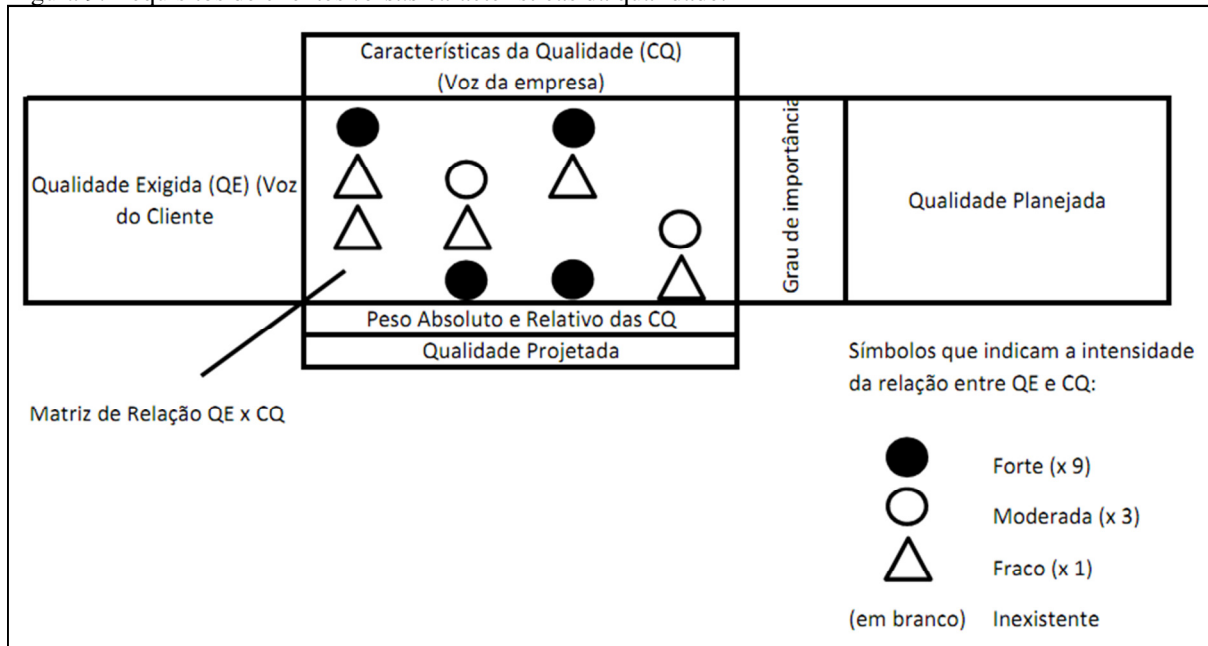 Características da Qualidade (CQ)
(Voz da empresa)
Qualidade Exigida (QE) (Voz
do Cliente
Grau de importância
Qualidade Planejada
Peso Absoluto e Relativo das CQ
Qualidade Projetada
Matriz de Relação QE x CQ
Símbolos que indicam a intensidade
da relação entre QE e CQ:
Forte (x 9)
Moderada (x 3)
Fraco (x 1)
(em branco) Inexistente